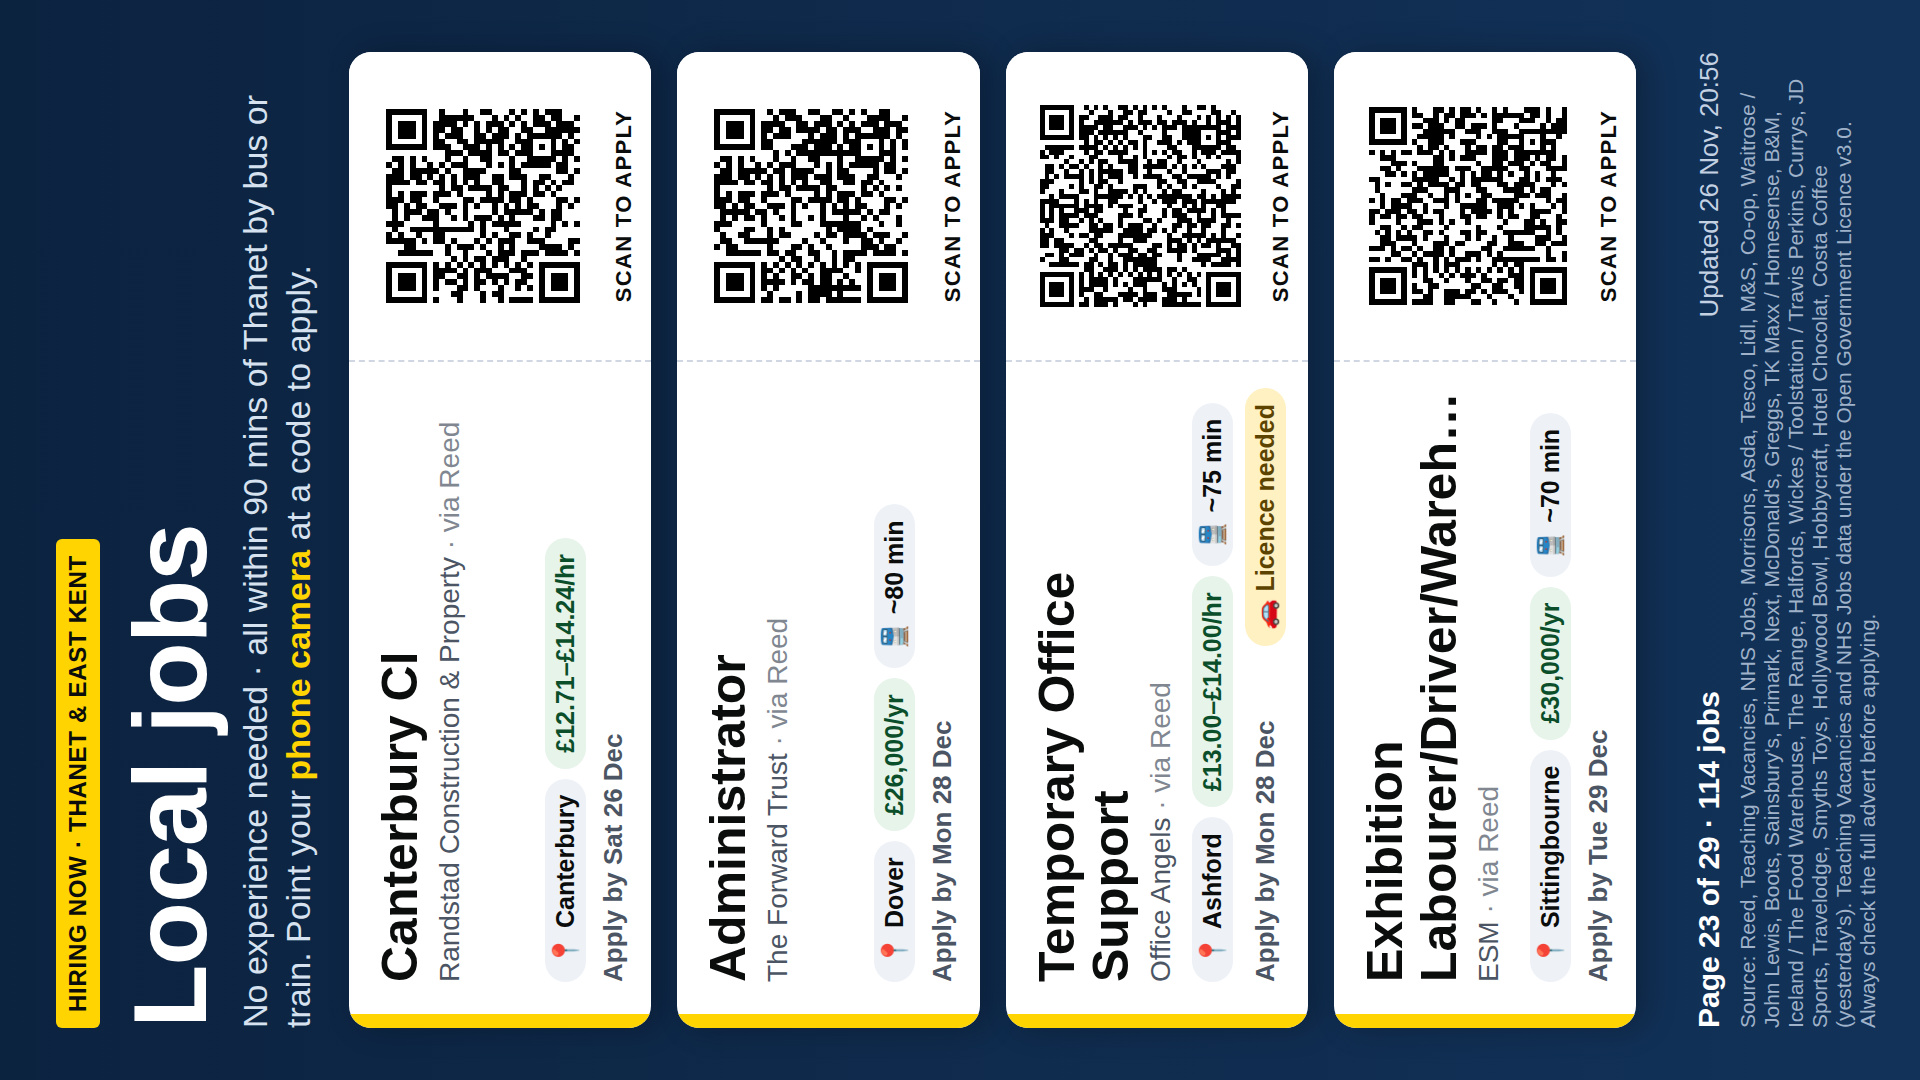 HIRING NOW · THANET & EAST KENT
Local jobs
No experience needed · all within 90 mins of Thanet by bus or
train. Point your phone camera at a code to apply.
Canterbury CI
Randstad Construction & Property · via Reed
📍 Canterbury £12.71–£14.24/hr
Apply by Sat 26 Dec
SCAN TO APPLY
Administrator
The Forward Trust · via Reed
📍 Dover £26,000/yr 🚆 ~80 min
Apply by Mon 28 Dec
SCAN TO APPLY
Temporary Office
Support
Office Angels · via Reed
📍 Ashford £13.00–£14.00/hr 🚆 ~75 min
Apply by Mon 28 Dec 🚗 Licence needed
SCAN TO APPLY
Exhibition
Labourer/Driver/Wareh…
ESM · via Reed
📍 Sittingbourne £30,000/yr 🚆 ~70 min
Apply by Tue 29 Dec
SCAN TO APPLY
Page 23 of 29 · 114 jobs
Updated 26 Nov, 20:56
Source: Reed, Teaching Vacancies, NHS Jobs, Morrisons, Asda, Tesco, Lidl, M&S, Co-op, Waitrose /
John Lewis, Boots, Sainsbury's, Primark, Next, McDonald's, Greggs, TK Maxx / Homesense, B&M,
Iceland / The Food Warehouse, The Range, Halfords, Wickes / Toolstation / Travis Perkins, Currys, JD
Sports, Travelodge, Smyths Toys, Hollywood Bowl, Hobbycraft, Hotel Chocolat, Costa Coffee
(yesterday's). Teaching Vacancies and NHS Jobs data under the Open Government Licence v3.0.
Always check the full advert before applying.